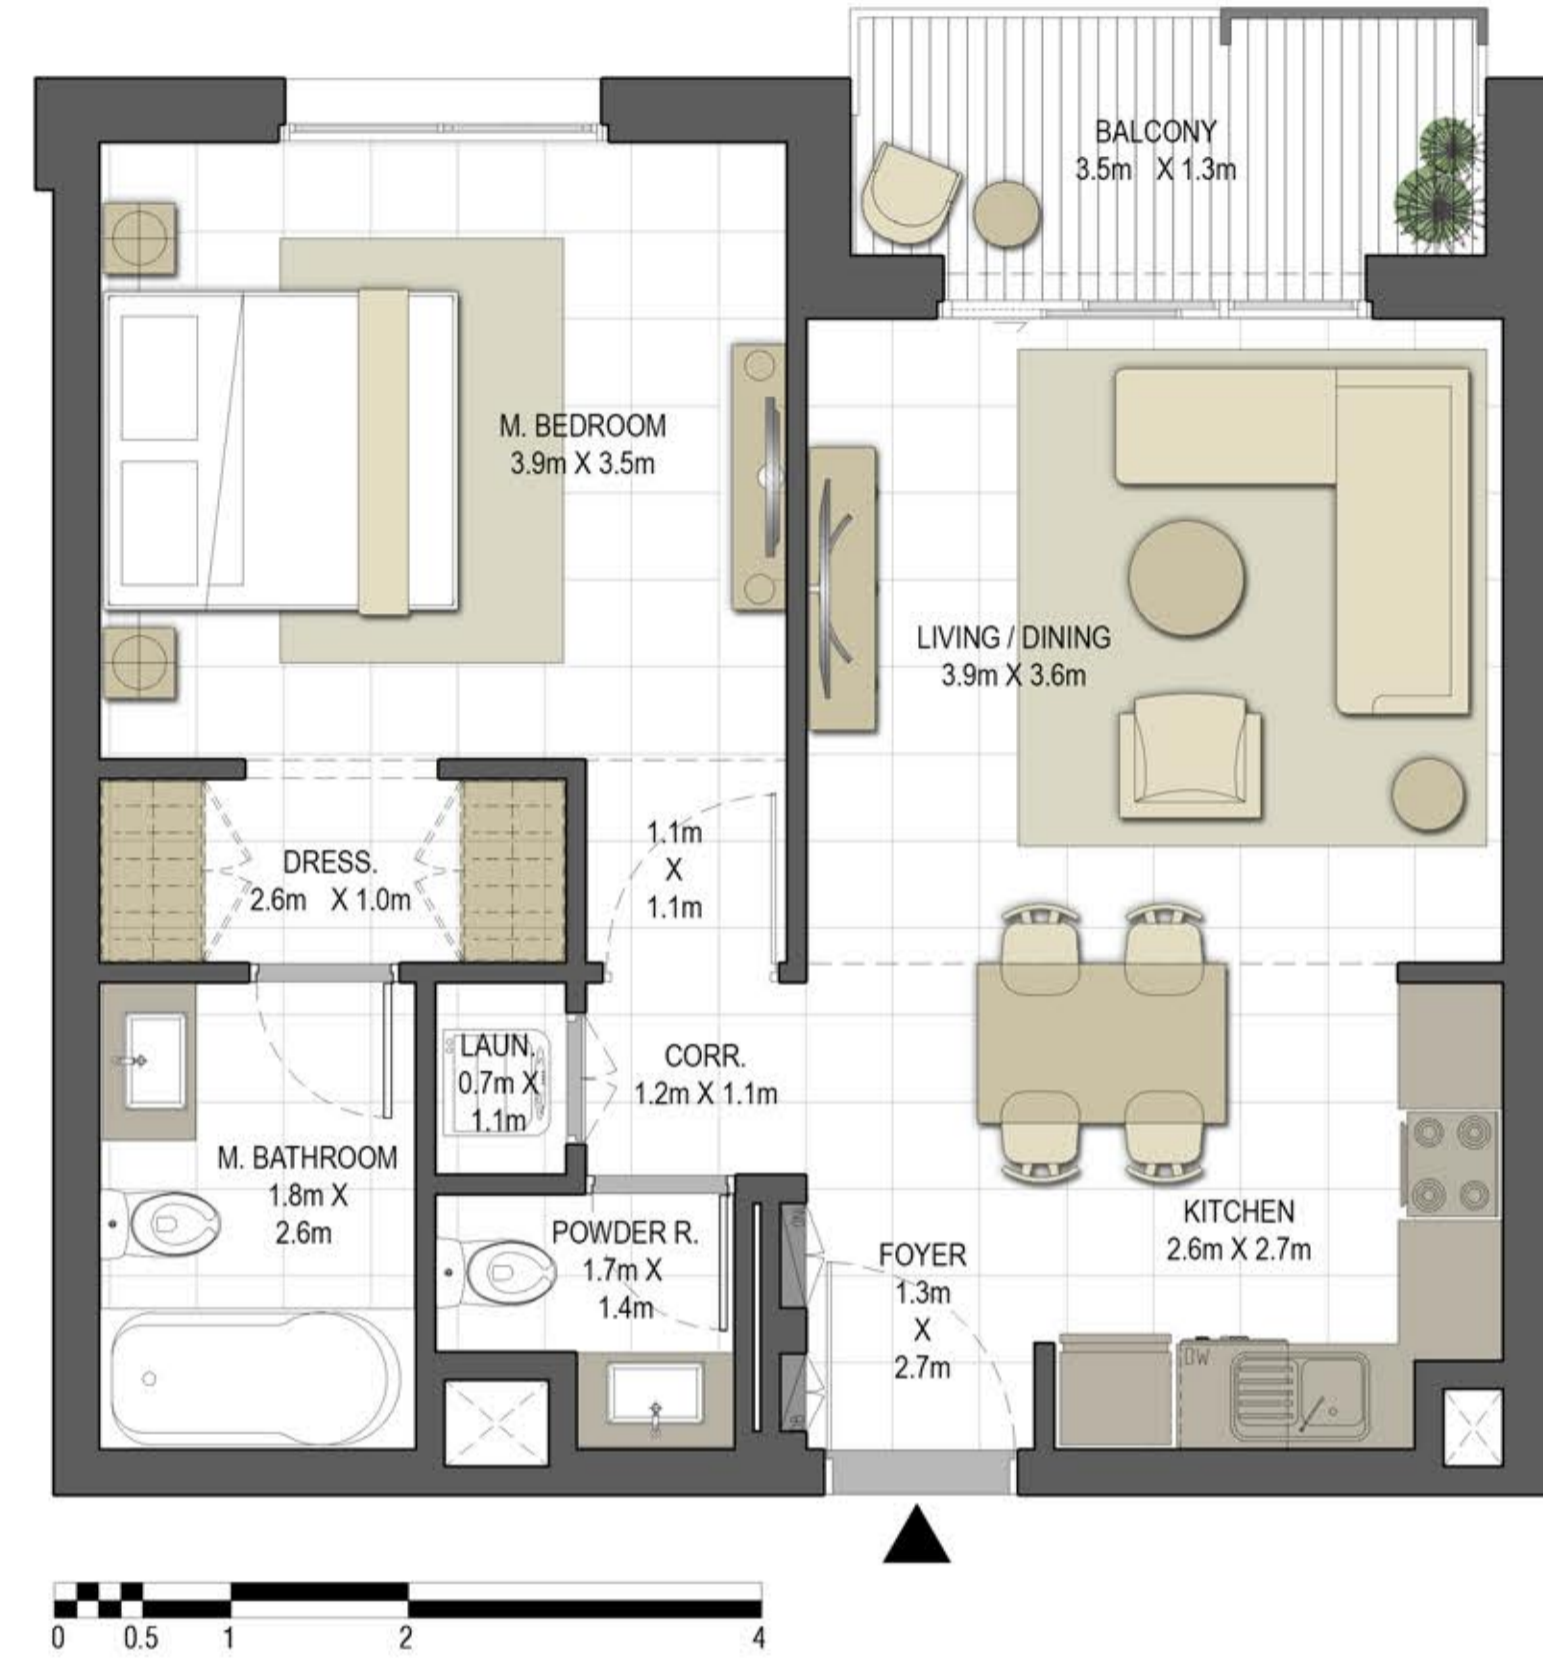 BALCONY
3.5m X 1.3m
M. BEDROOM
3.9m X 3.5m
LIVING / DINING
3.9m X 3.6m
DRESS.
2.6m X 1.0m
1.1m
X
1.1m
LAUN.
0.7m X
1.1m
CORR.
1.2m X 1.1m
M. BATHROOM
1.8m X
2.6m
POWDER R.
1.7m X
1.4m
FOYER
1.3m
X
2.7m
KITCHEN
2.6m X 2.7m
DW
0 0.5 1 2 4